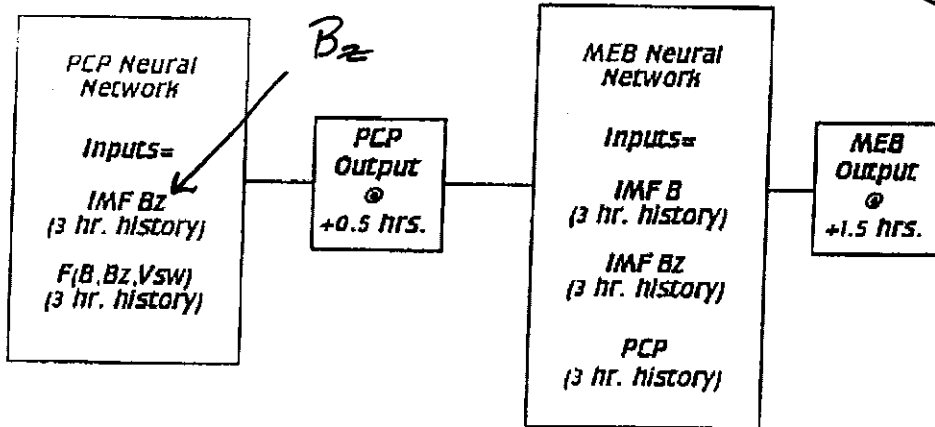 PCP Neural
Network
Inputs=
IMF Bz
(3 hr. history)
F(B,Bz,Vsw)
(3 hr. history)
Bz
PCP
Output
@
+0.5 hrs.
MEB Neural
Network
Inputs=
IMF B
(3 hr. history)
IMF Bz
(3 hr. history)
PCP
(3 hr. history)
MEB
Output
@
+1.5 hrs.